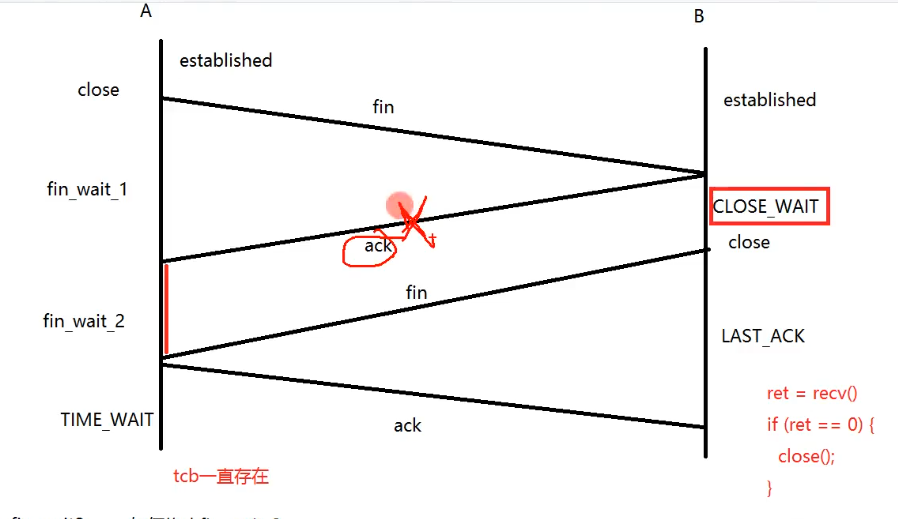 A
B
established
close
fin
established
fin_wait_1
CLOSE_WAIT
ack
close
fin
fin_wait_2
LAST_ACK
ret = recv()
TIME_WAIT
if (ret == 0) {
ack
close();
tcb一直存在
}